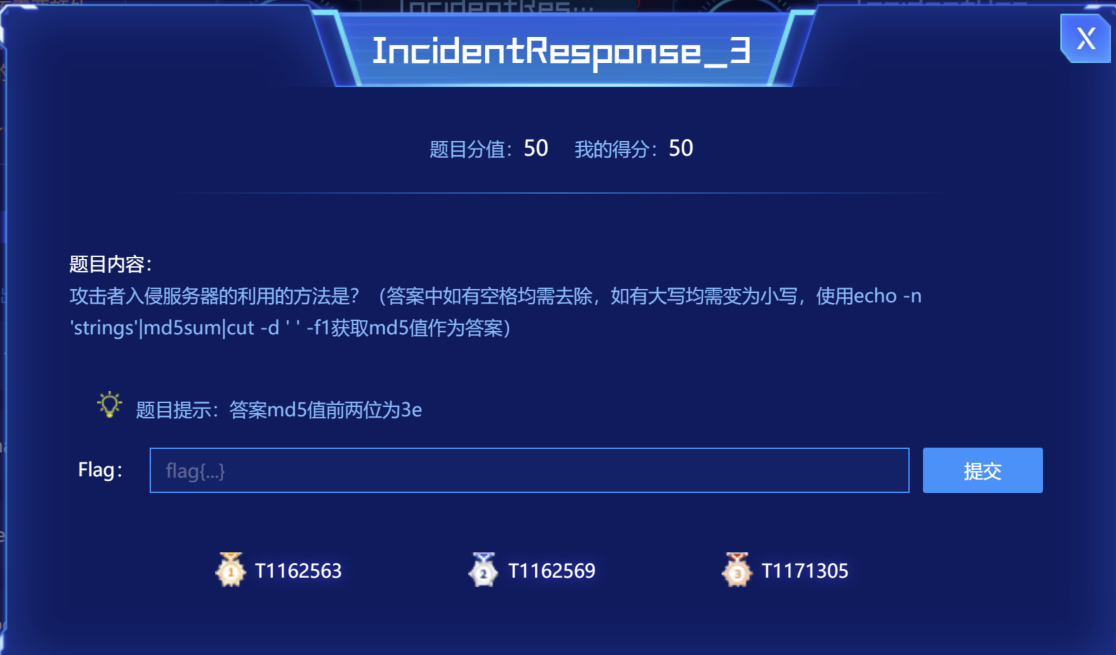 IncidentRes...
IncidentResponse_3
X
题目分值：50 我的得分：50
题目内容：
攻击者入侵服务器的利用的方法是？（答案中如有空格均需去除，如有大写均需变为小写，使用echo -n
'strings'|md5sum|cut -d ' ' -f1获取md5值作为答案）
题目提示：答案md5值前两位为3e
Flag： flag{...} 提交
1 T1162563 2 T1162569 3 T1171305